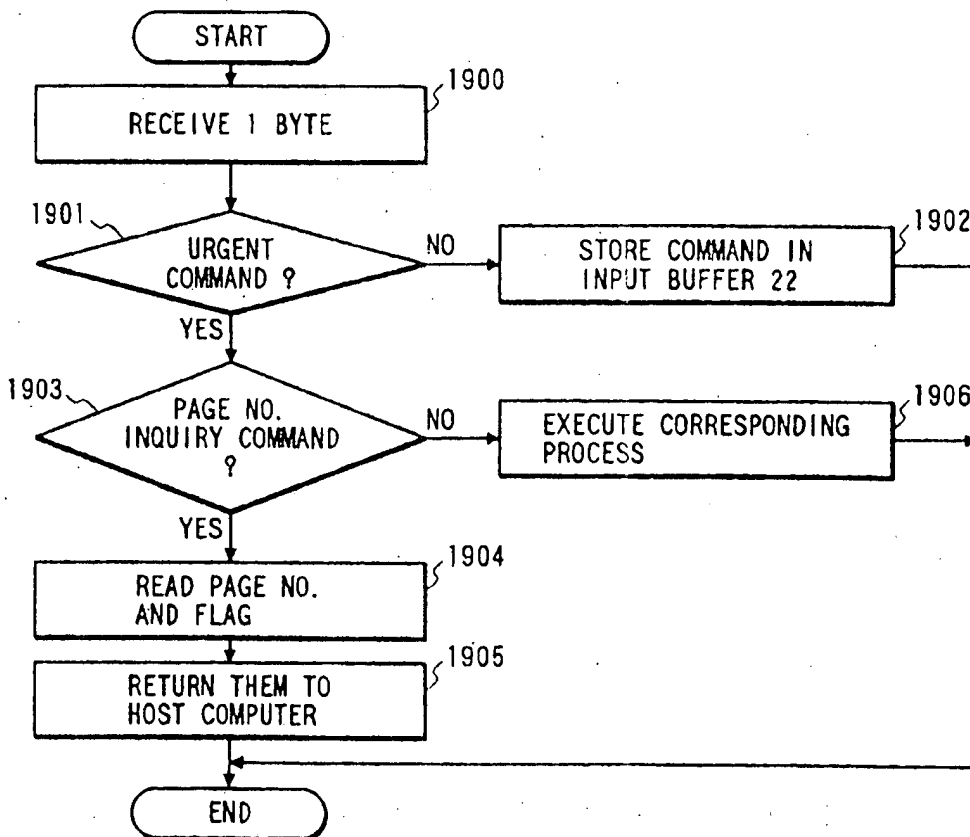 START
1900
RECEIVE 1 BYTE
1901
URGENT
COMMAND ?
NO
1902
STORE COMMAND IN
INPUT BUFFER 22
YES
1903
PAGE NO.
INQUIRY COMMAND
?
NO
1906
EXECUTE CORRESPONDING
PROCESS
YES
1904
READ PAGE NO.
AND FLAG
1905
RETURN THEM TO
HOST COMPUTER
END